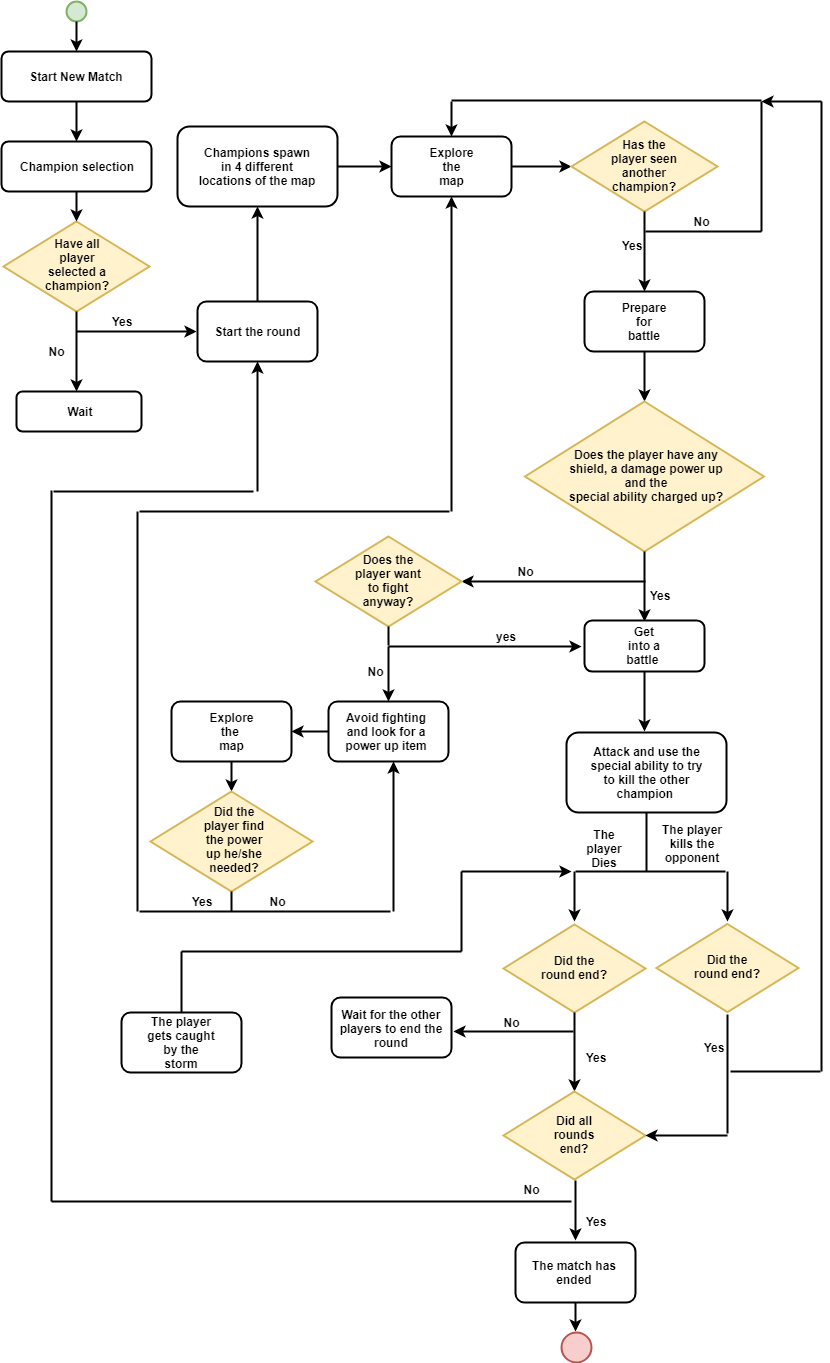 Start New Match
Champion selection
Have all
player
selected a
champion?
Yes
No
Wait
Start the round
Champions spawn
in 4 different
locations of the map
Explore
the
map
Has the
player seen
another
champion?
No
Yes
Prepare
for
battle
Does the player have any
shield, a damage power up
and the
special ability charged up?
No
Yes
Does the
player want
to fight
anyway?
yes
No
Get
into a
battle
Avoid fighting
and look for a
power up item
Explore
the
map
Did the
player find
the power
up he/she
needed?
Yes
No
Attack and use the
special ability to try
to kill the other
champion
The
player
Dies
The player
kills the
opponent
Did the
round end?
Did the
round end?
The player
gets caught
by the
storm
Wait for the other
players to end the
round
No
Yes
Yes
Did all
rounds
end?
No
Yes
The match has
ended